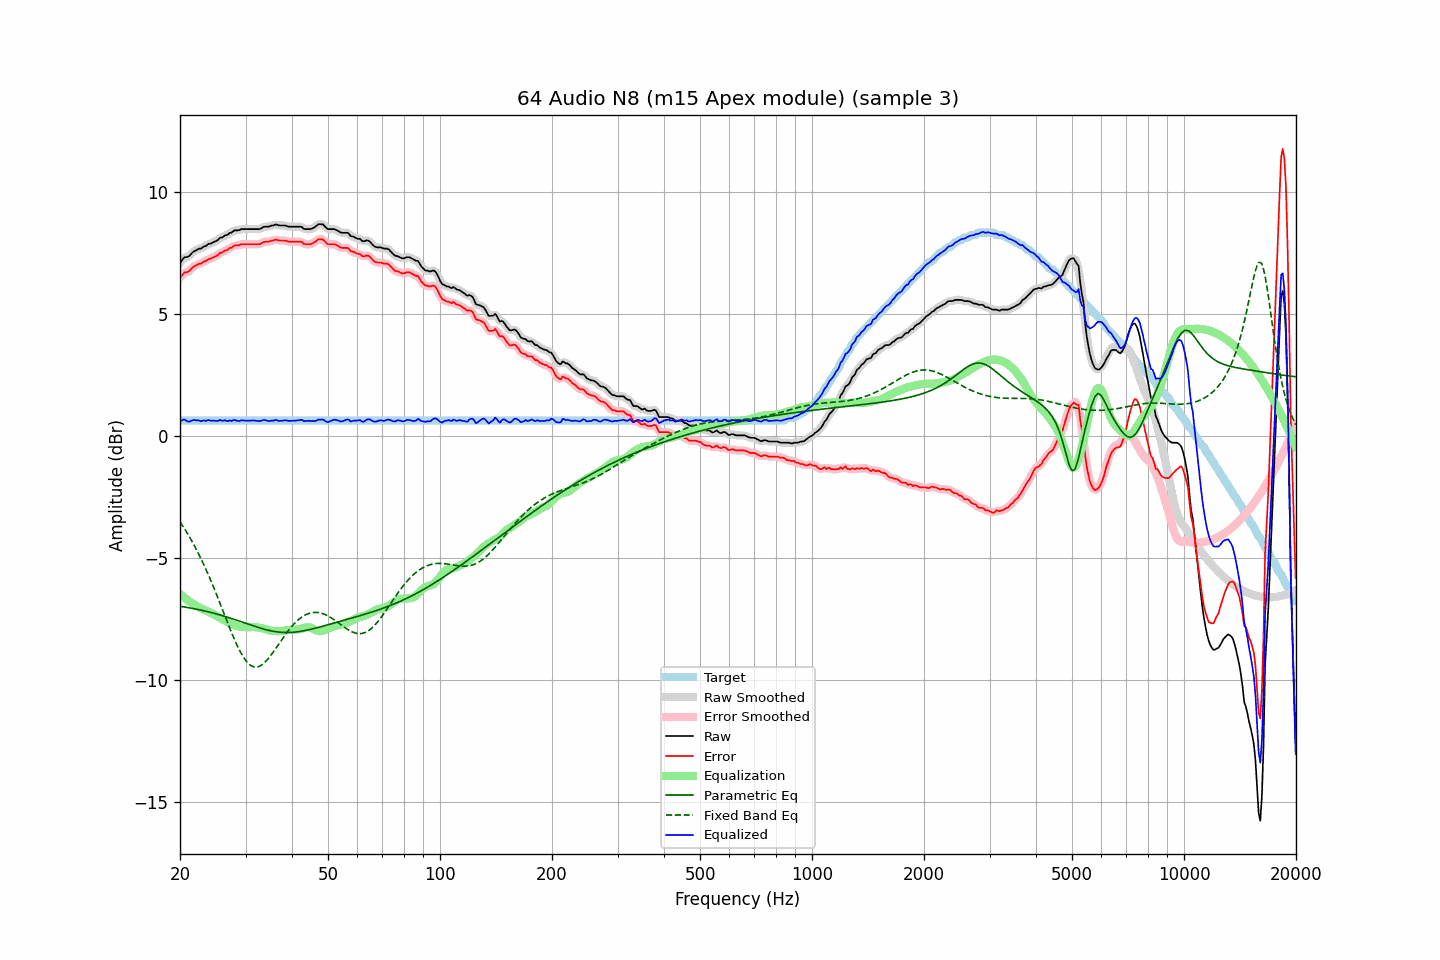 64 Audio N8 (m15 Apex module) (sample 3)
Amplitude (dBr)
10
5
0
−5
−10
−15
20
50
100
200
500
1000
2000
5000
10000
20000
Frequency (Hz)
Target
Raw Smoothed
Error Smoothed
Raw
Error
Equalization
Parametric Eq
Fixed Band Eq
Equalized